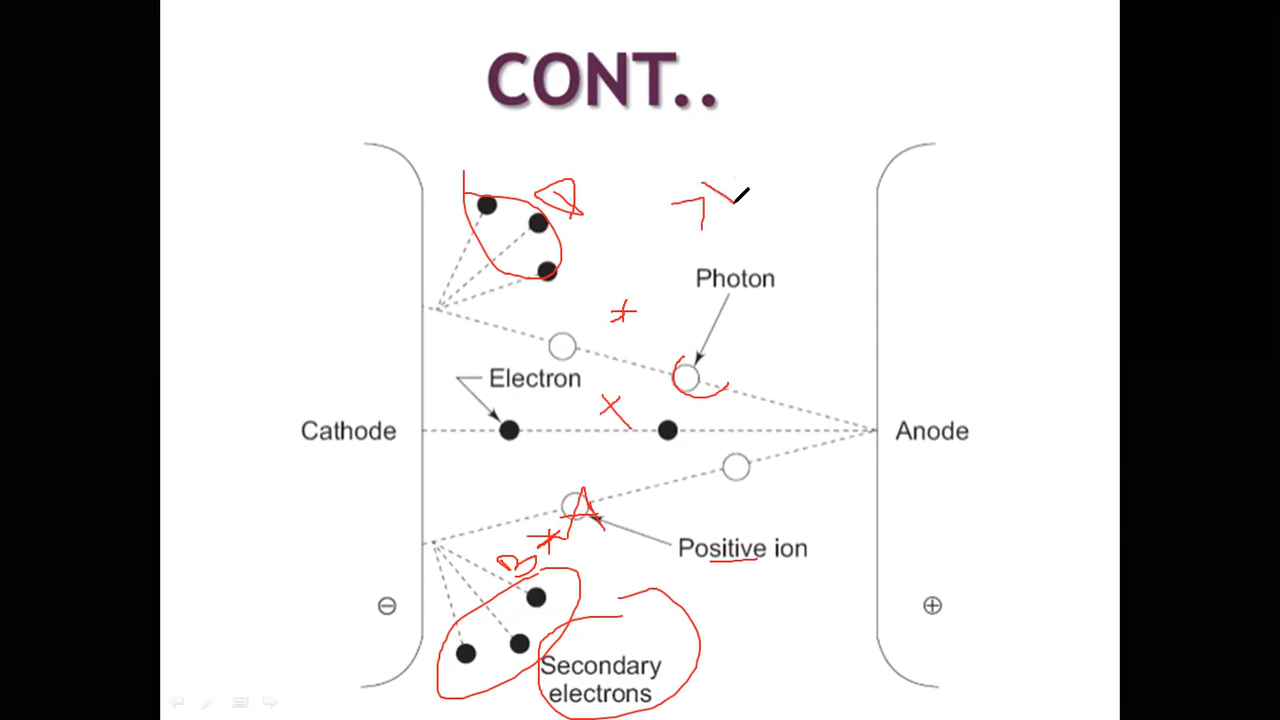 CONT..
Photon
Electron
Cathode
Anode
A
B
Positive ion
Secondary
electrons